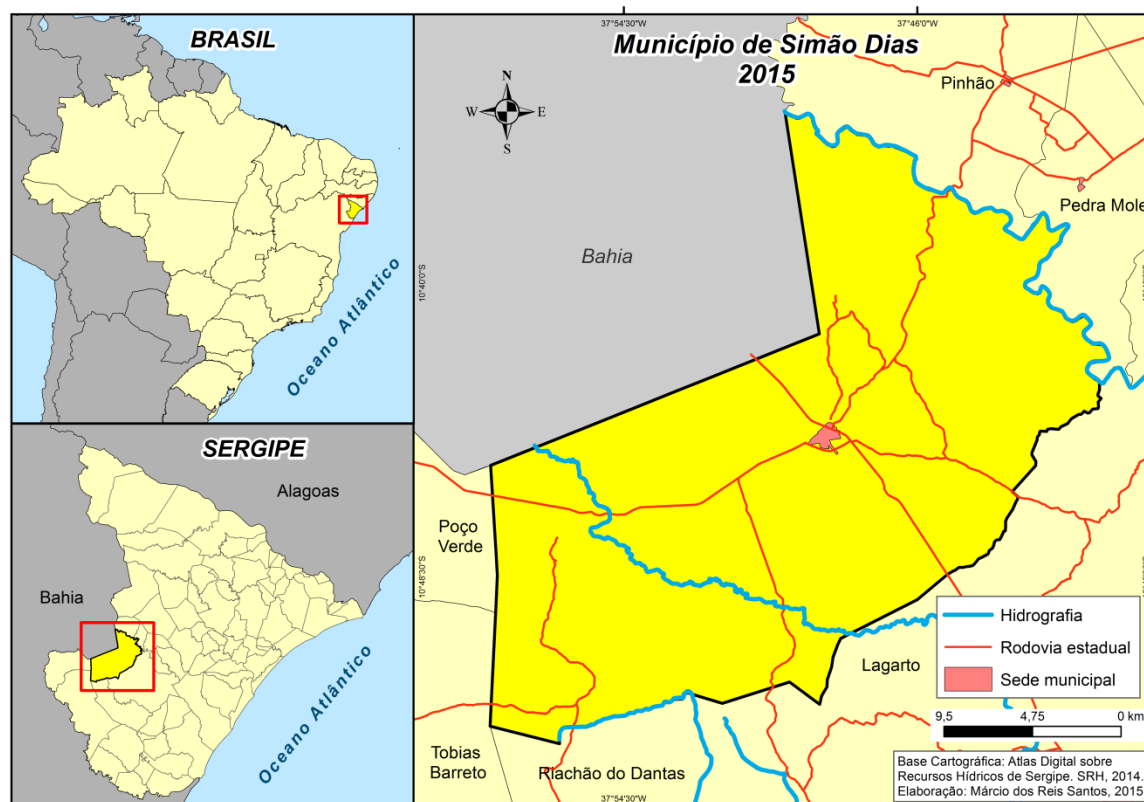 BRASIL
Oceano Atlântico
SERGIPE
Alagoas
Bahia
Oceano Atlântico
37°54'30"W
37°46'0"W
Município de Simão Dias
2015
N
W
E
S
Pinhão
Pedra Mole
Bahia
10°40'0"S
Poço
Verde
10°48'30"S
Lagarto
Tobias
Barreto
Riachão do Dantas
37°54'30"W
Hidrografia
Rodovia estadual
Sede municipal
9,5
4,75
0 km
Base Cartográfica: Atlas Digital sobre
Recursos Hídricos de Sergipe. SRH, 2014.
Elaboração: Márcio dos Reis Santos, 2015